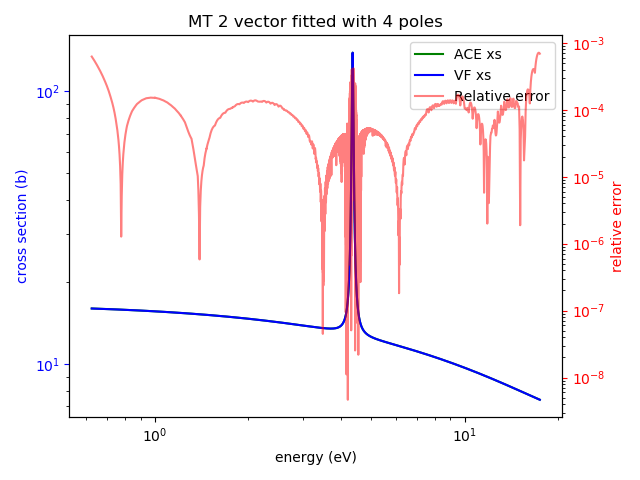 MT 2 vector fitted with 4 poles
ACE xs
VF xs
Relative error
cross section (b)
10²
10¹
10⁻³
10⁻⁴
10⁻⁵
10⁻⁶
10⁻⁷
10⁻⁸
relative error
10⁰
10¹
energy (eV)